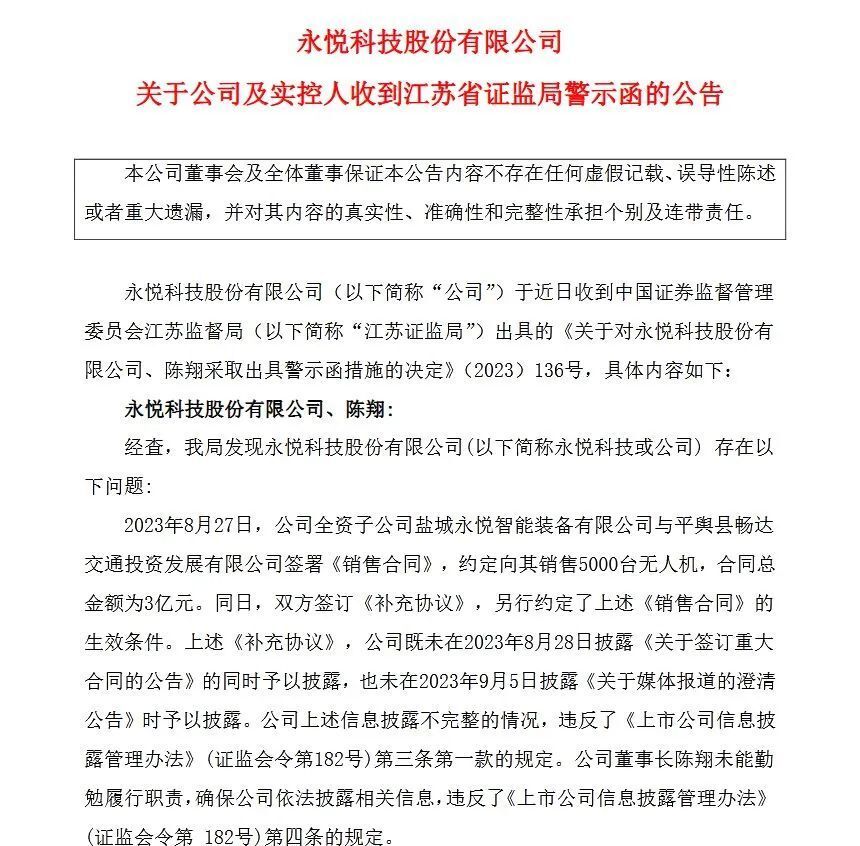 永悦科技股份有限公司
关于公司及实控人收到江苏省证监局警示函的公告
本公司董事会及全体董事保证本公告内容不存在任何虚假记载、误导性陈述
或者重大遗漏，并对其内容的真实性、准确性和完整性承担个别及连带责任。
永悦科技股份有限公司（以下简称“公司”）于近日收到中国证券监督管理
委员会江苏监督局（以下简称“江苏证监局”）出具的《关于对永悦科技股份有
限公司、陈翔采取出具警示函措施的决定》（2023）136号，具体内容如下：
永悦科技股份有限公司、陈翔:
经查，我局发现永悦科技股份有限公司(以下简称永悦科技或公司) 存在以
下问题:
2023年8月27日，公司全资子公司盐城永悦智能装备有限公司与平舆县畅达
交通投资发展有限公司签署《销售合同》，约定向其销售5000台无人机，合同总
金额为3亿元。同日，双方签订《补充协议》，另行约定了上述《销售合同》的
生效条件。上述《补充协议》，公司既未在2023年8月28日披露《关于签订重大
合同的公告》的同时予以披露，也未在2023年9月5日披露《关于媒体报道的澄清
公告》时予以披露。公司上述信息披露不完整的情况，违反了《上市公司信息披
露管理办法》(证监会令第182号)第三条第一款的规定。公司董事长陈翔未能勤
勉履行职责,确保公司依法披露相关信息,违反了《上市公司信息披露管理办法》
(证监会令第 182号)第四条的规定。